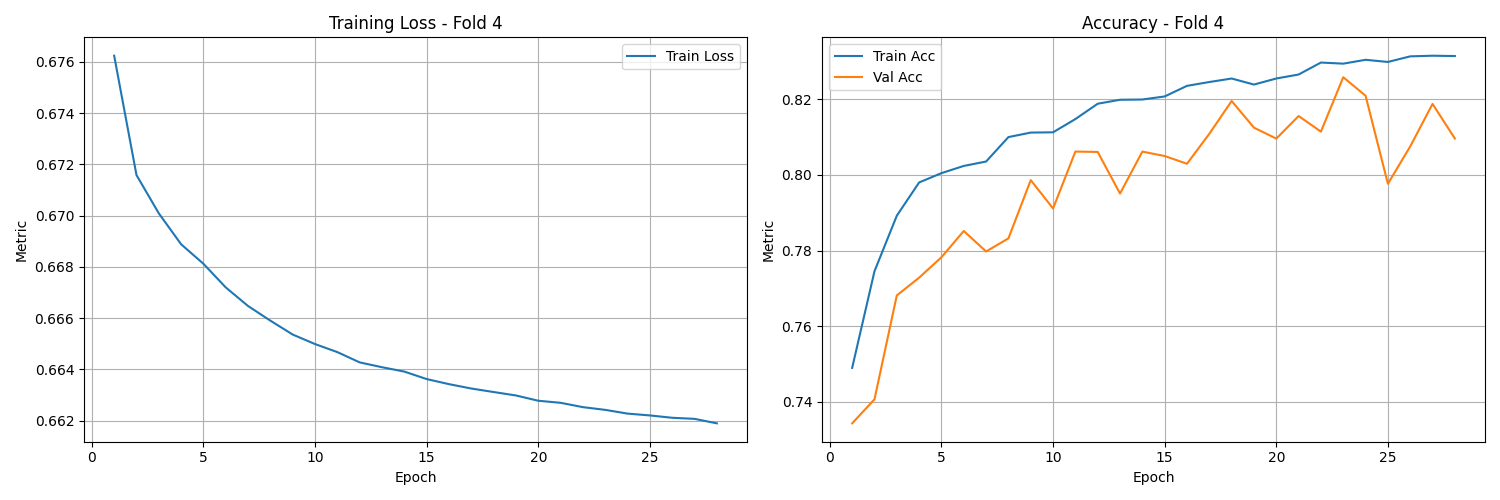 Training Loss - Fold 4
Train Loss
0.676
0.674
0.672
0.670
0.668
0.666
0.664
0.662
Metric
0 5 10 15 20 25
Epoch
Accuracy - Fold 4
Train Acc
Val Acc
0.82
0.80
0.78
0.76
0.74
Metric
0 5 10 15 20 25
Epoch